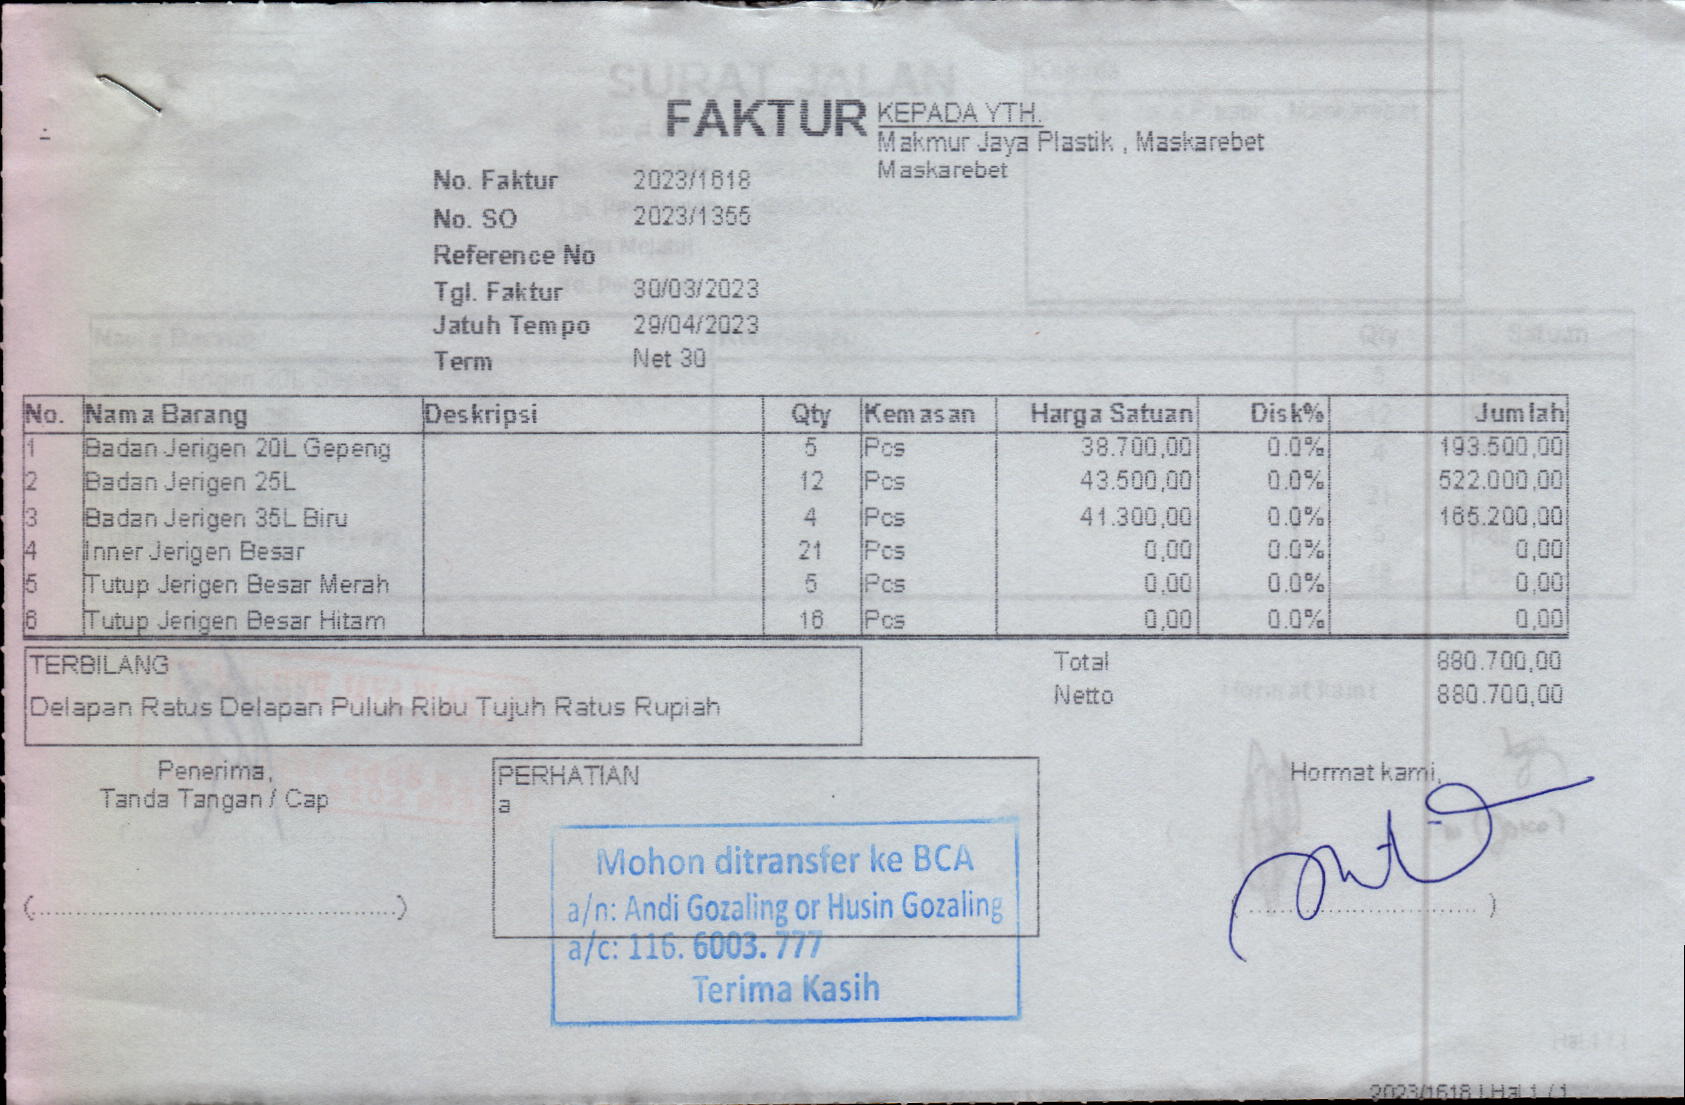 FAKTUR
KEPADA YTH.
Makmur Jaya Plastik , Maskarebet
Maskarebet
No. Faktur 2023/1618
No. SO 2023/1355
Reference No
Tgl. Faktur 30/03/2023
Jatuh Tempo 29/04/2023
Term Net 30
No. Nama Barang Deskripsi Qty Kemasan Harga Satuan Disk% Jumlah
1 Badan Jerigen 20L Gepeng 5 Pcs 38.700,00 0.0% 193.500,00
2 Badan Jerigen 25L 12 Pcs 43.500,00 0.0% 522.000,00
3 Badan Jerigen 35L Biru 4 Pcs 41.300,00 0.0% 165.200,00
4 Inner Jerigen Besar 21 Pcs 0,00 0.0% 0,00
5 Tutup Jerigen Besar Merah 5 Pcs 0,00 0.0% 0,00
6 Tutup Jerigen Besar Hitam 16 Pcs 0,00 0.0% 0,00
TERBILANG
Delapan Ratus Delapan Puluh Ribu Tujuh Ratus Rupiah
Total 880.700,00
Netto 880.700,00
Penerima,
Tanda Tangan / Cap
PERHATIAN
a
Hormat kami,
Mohon ditransfer ke BCA
a/n: Andi Gozaling or Husin Gozaling
a/c: 116. 6003. 777
Terima Kasih
2023/1618 | Hal 1 / 1